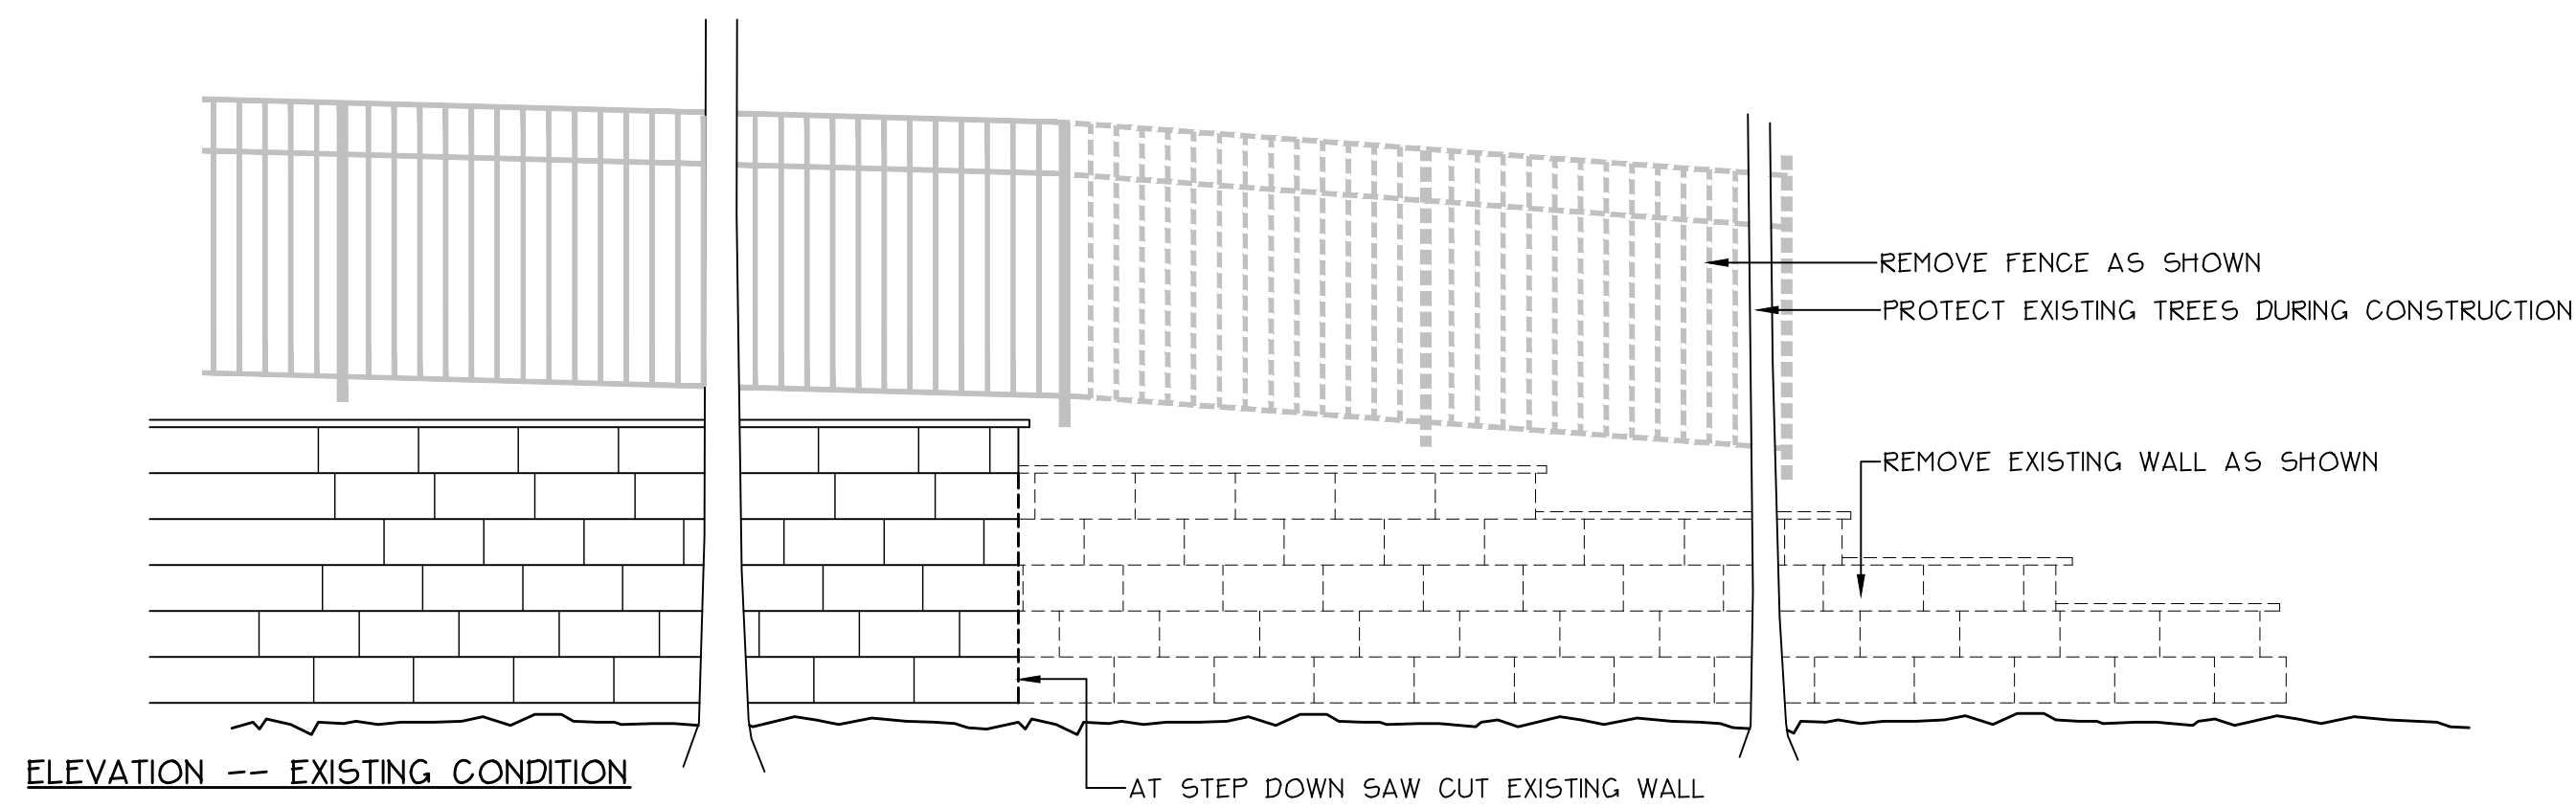 REMOVE FENCE AS SHOWN
PROTECT EXISTING TREES DURING CONSTRUCTION
REMOVE EXISTING WALL AS SHOWN
ELEVATION -- EXISTING CONDITION
AT STEP DOWN SAW CUT EXISTING WALL